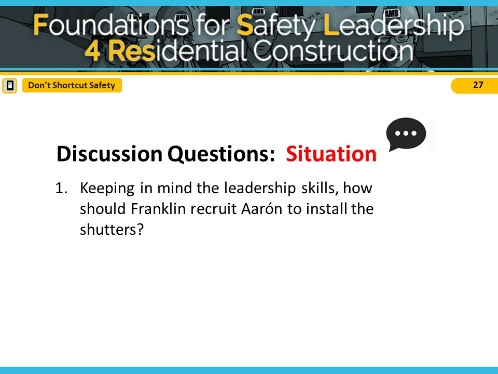 Foundations for Safety Leadership
4 Residential Construction
Don't Shortcut Safety
27
Discussion Questions: Situation
1. Keeping in mind the leadership skills, how
should Franklin recruit Aarón to install the
shutters?